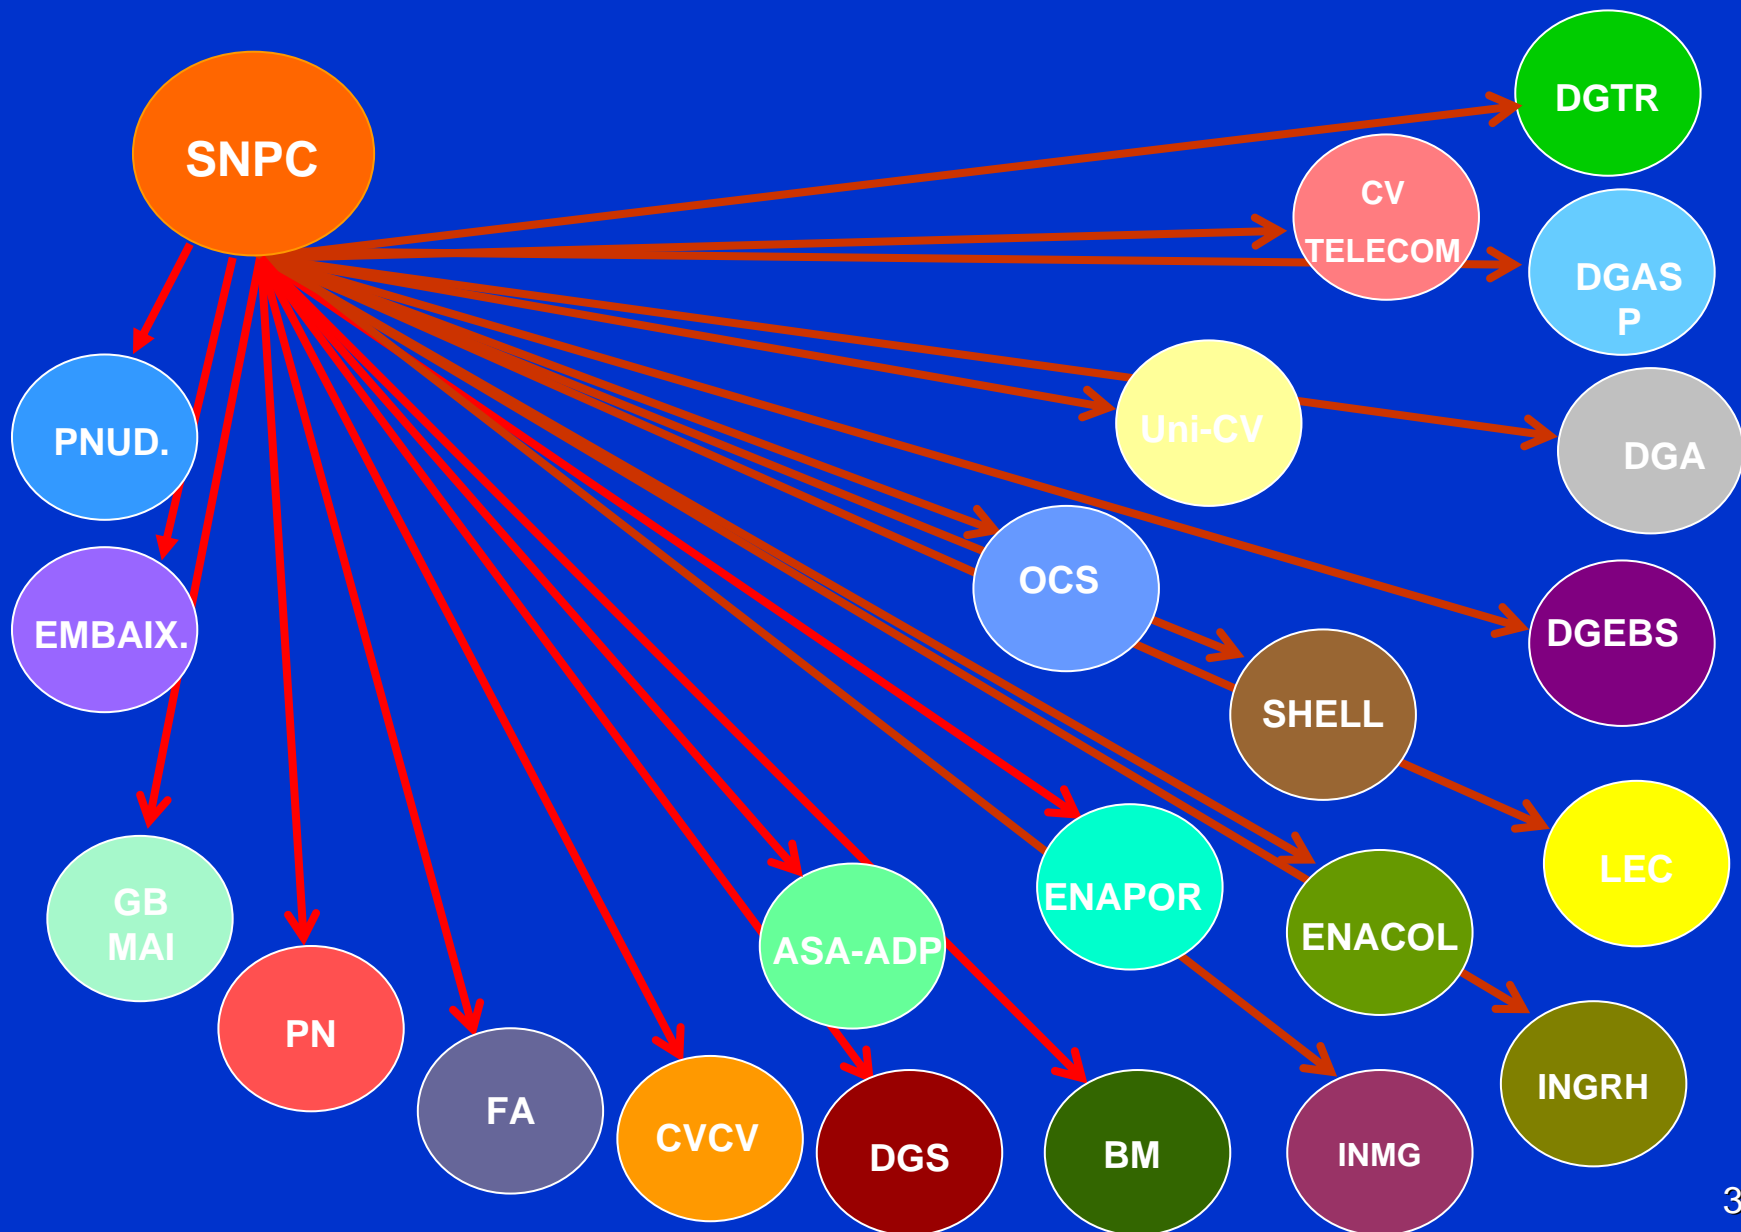 DGTR
SNPC
CV
TELECOM
DGAS
P
Uni-CV
PNUD.
DGA
OCS
EMBAIX.
DGEBS
SHELL
LEC
GB
MAI
ENAPOR
ENACOL
ASA-ADP
PN
INGRH
FA
CVCV
DGS
BM
INMG
3